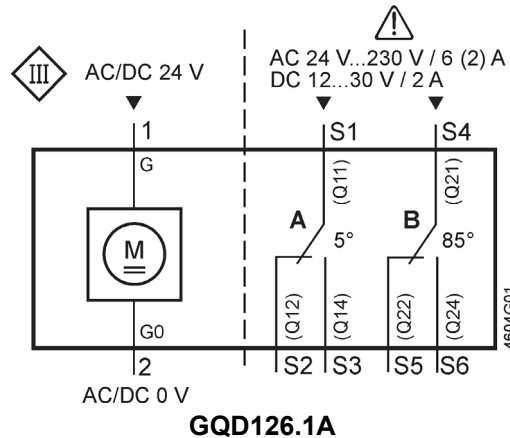 III
AC/DC 24 V
AC 24 V...230 V / 6 (2) A
DC 12...30 V / 2 A
1
S1
S4
G
(Q11)
(Q21)
A
5°
B
85°
M
G0
(Q12)
(Q14)
(Q22)
(Q24)
2
S2
S3
S5
S6
AC/DC 0 V
4604G01
GQD126.1A